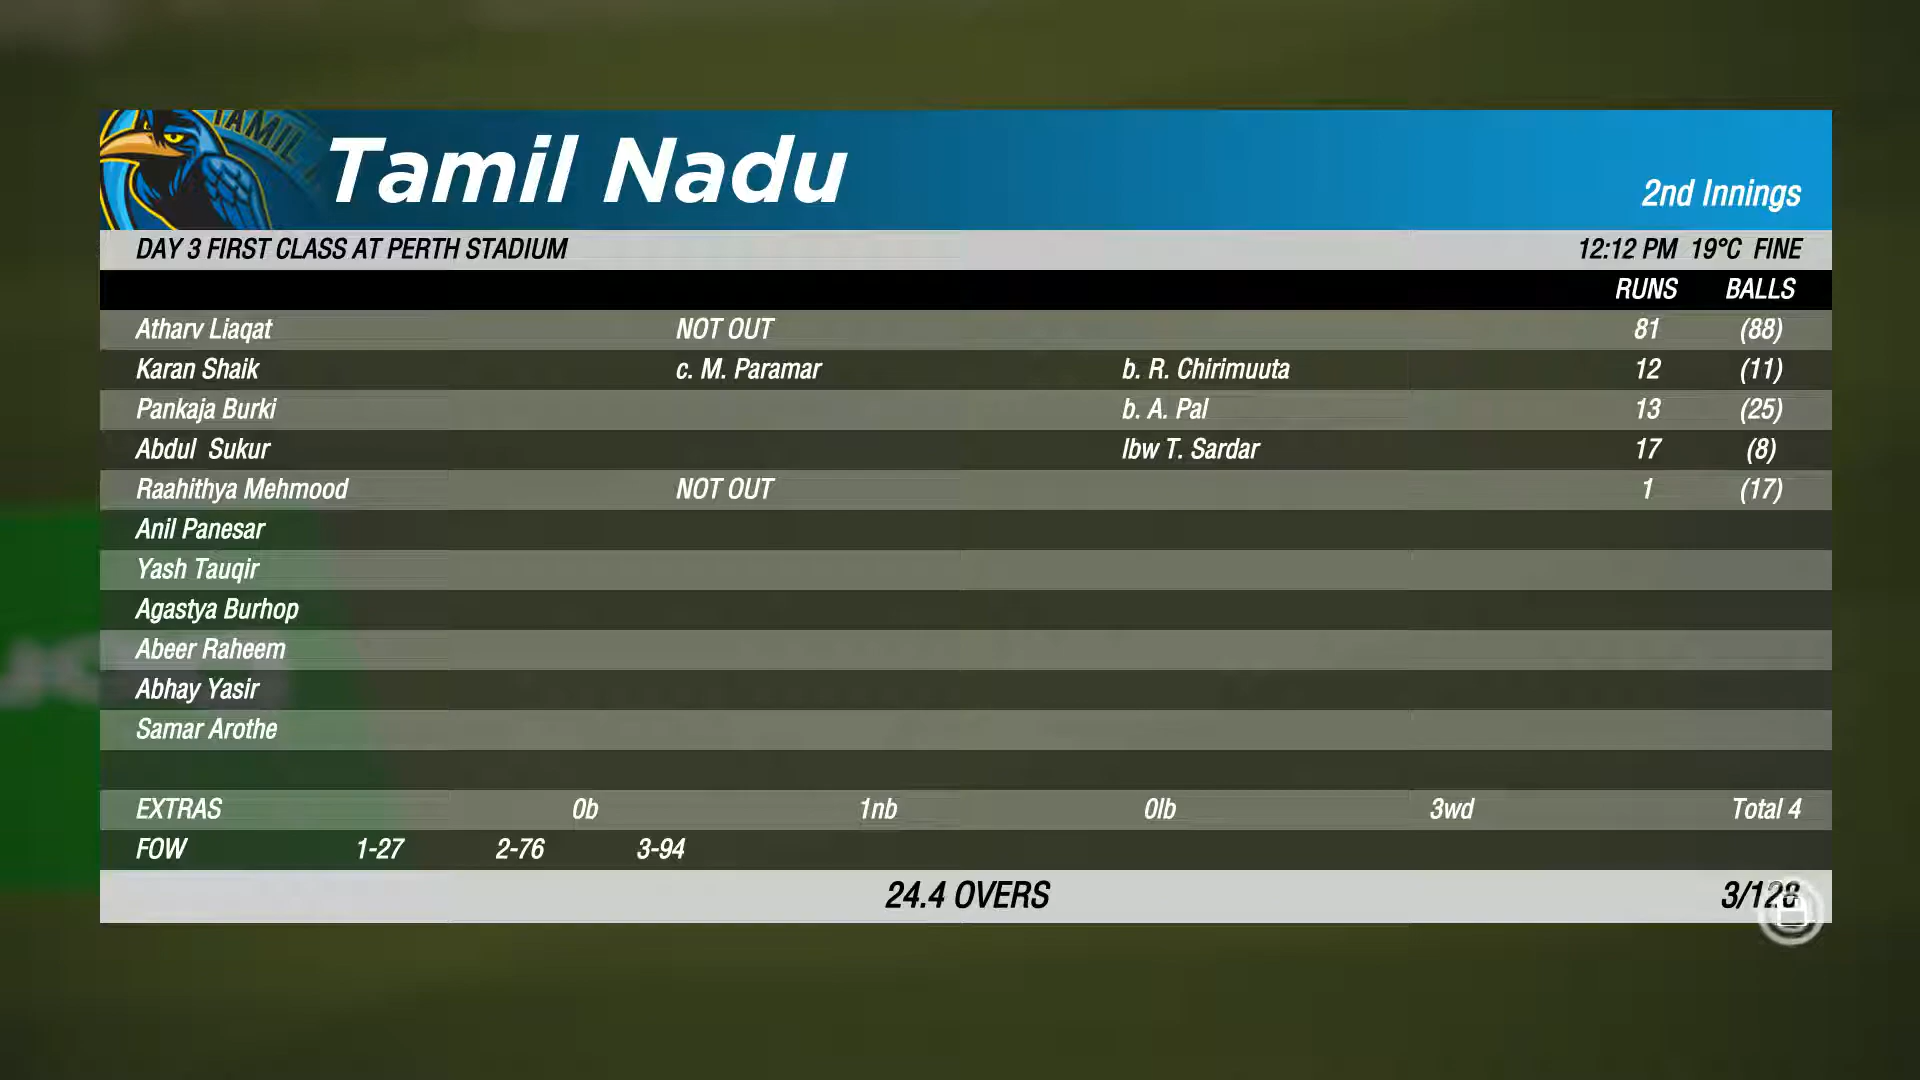 TAMIL
Tamil Nadu
2nd Innings
DAY 3 FIRST CLASS AT PERTH STADIUM 12:12 PM 19°C FINE
RUNS BALLS
Atharv Liaqat NOT OUT 81 (88)
Karan Shaik c. M. Paramar b. R. Chirimuuta 12 (11)
Pankaja Burki b. A. Pal 13 (25)
Abdul Sukur lbw T. Sardar 17 (8)
Raahithya Mehmood NOT OUT 1 (17)
Anil Panesar
Yash Tauqir
Agastya Burhop
Abeer Raheem
Abhay Yasir
Samar Arothe
EXTRAS 0b 1nb 0lb 3wd Total 4
FOW 1-27 2-76 3-94
24.4 OVERS 3/128